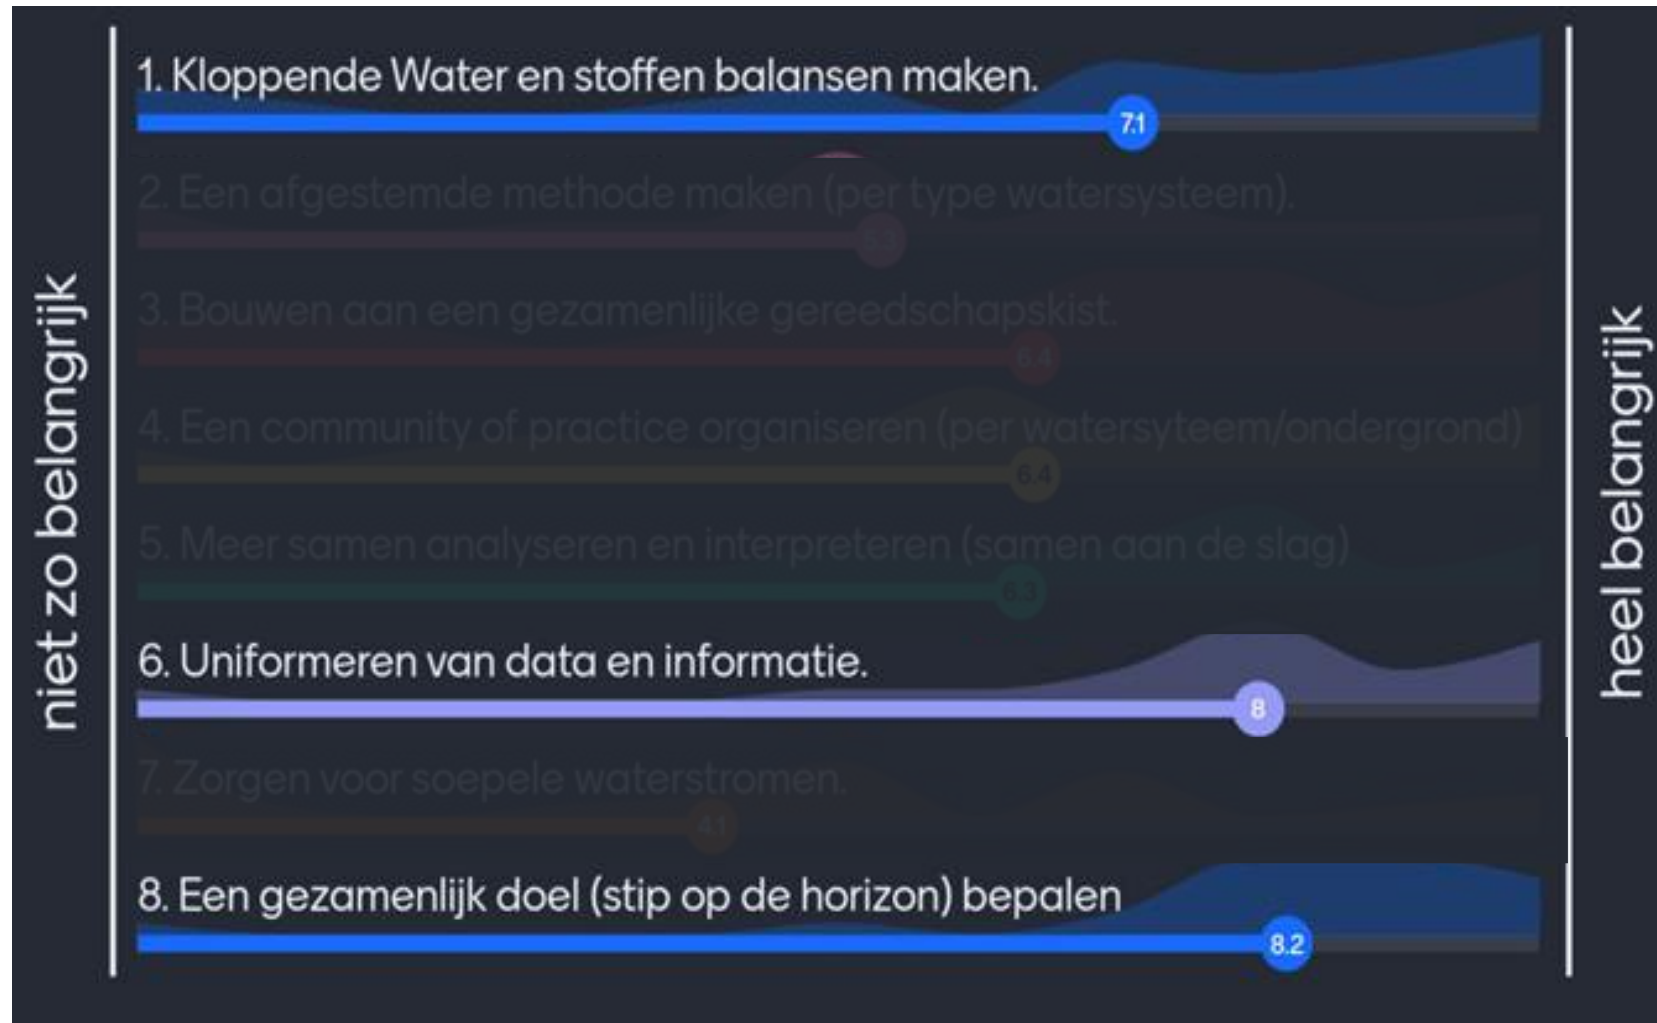 niet zo belangrijk
1. Kloppende Water en stoffen balansen maken.
7.1
2. Een afgestemde methode maken (per type watersysteem).
5.3
3. Bouwen aan een gezamenlijke gereedschapskist.
6.4
4. Een community of practice organiseren (per watersyteem/ondergrond)
6.4
5. Meer samen analyseren en interpreteren (samen aan de slag)
6.3
6. Uniformeren van data en informatie.
8
7. Zorgen voor soepele waterstromen.
4.1
8. Een gezamenlijk doel (stip op de horizon) bepalen
8.2
heel belangrijk